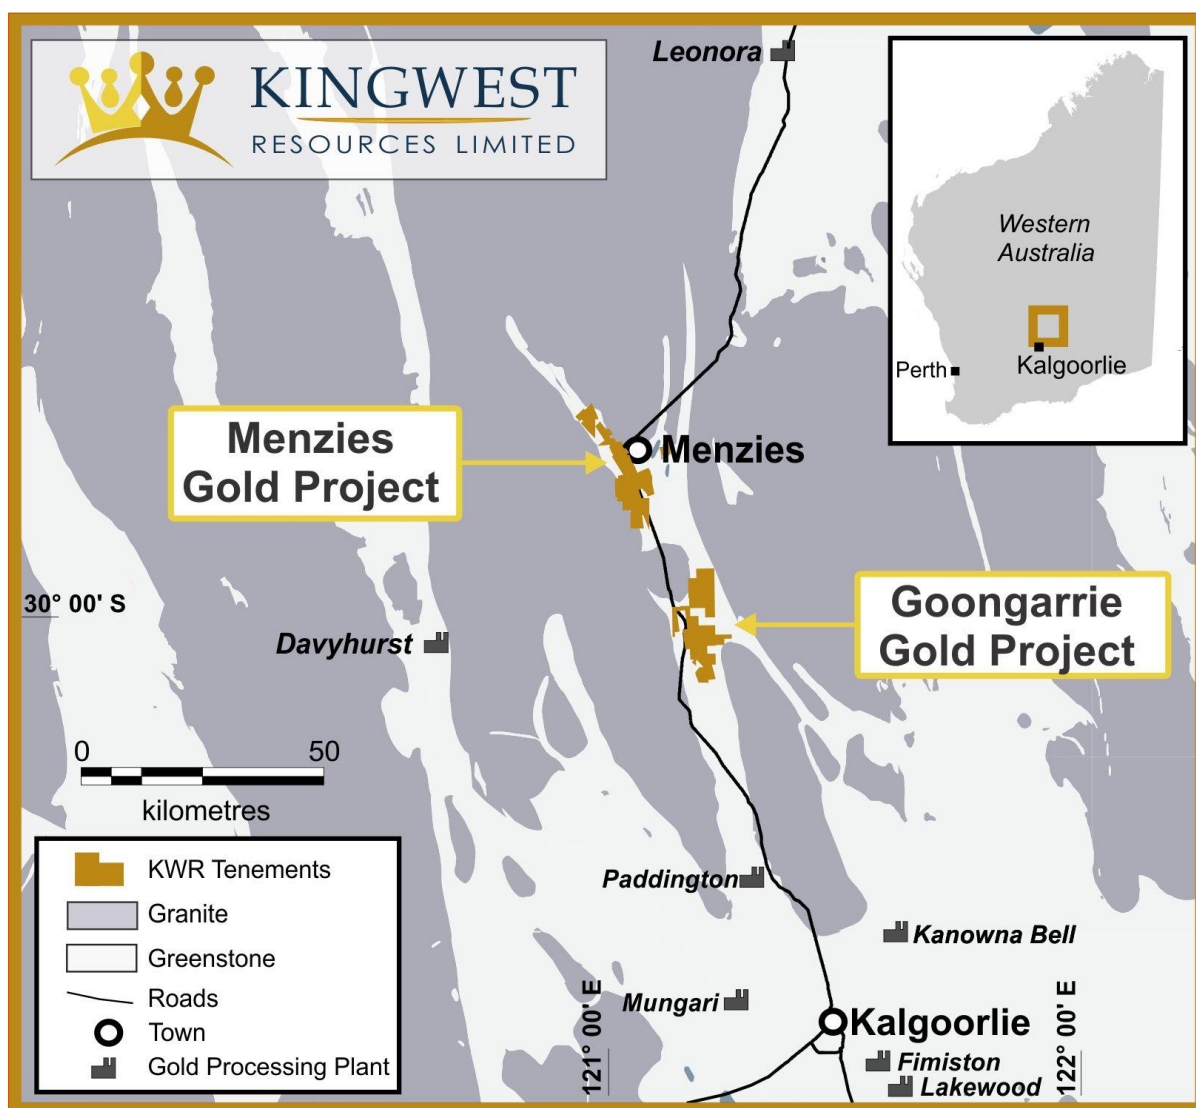 KINGWEST
RESOURCES LIMITED
Leonora
Western
Australia
Perth
Kalgoorlie
Menzies
Gold Project
Menzies
30° 00' S
Davyhurst
Goongarrie
Gold Project
0 50
kilometres
Paddington
Kanowna Bell
Mungari
Kalgoorlie
Fimiston
Lakewood
121° 00' E
122° 00' E
KWR Tenements
Granite
Greenstone
Roads
Town
Gold Processing Plant